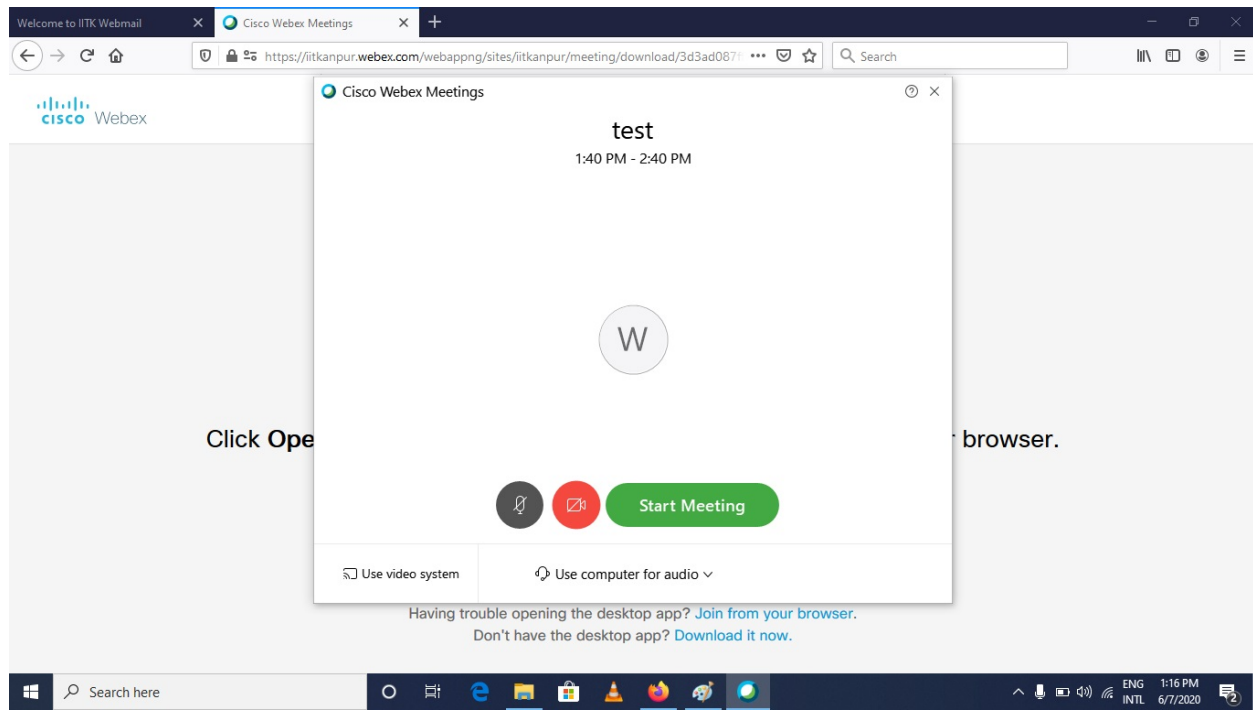 Welcome to IITK Webmail
Cisco Webex Meetings
https://iitkanpur.webex.com/webappng/sites/iitkanpur/meeting/download/3d3ad087
Search
cisco Webex
Cisco Webex Meetings
test
1:40 PM - 2:40 PM
W
Click Ope
browser.
Start Meeting
Use video system
Use computer for audio
Having trouble opening the desktop app? Join from your browser.
Don't have the desktop app? Download it now.
Search here
ENG
INTL
1:16 PM
6/7/2020
2